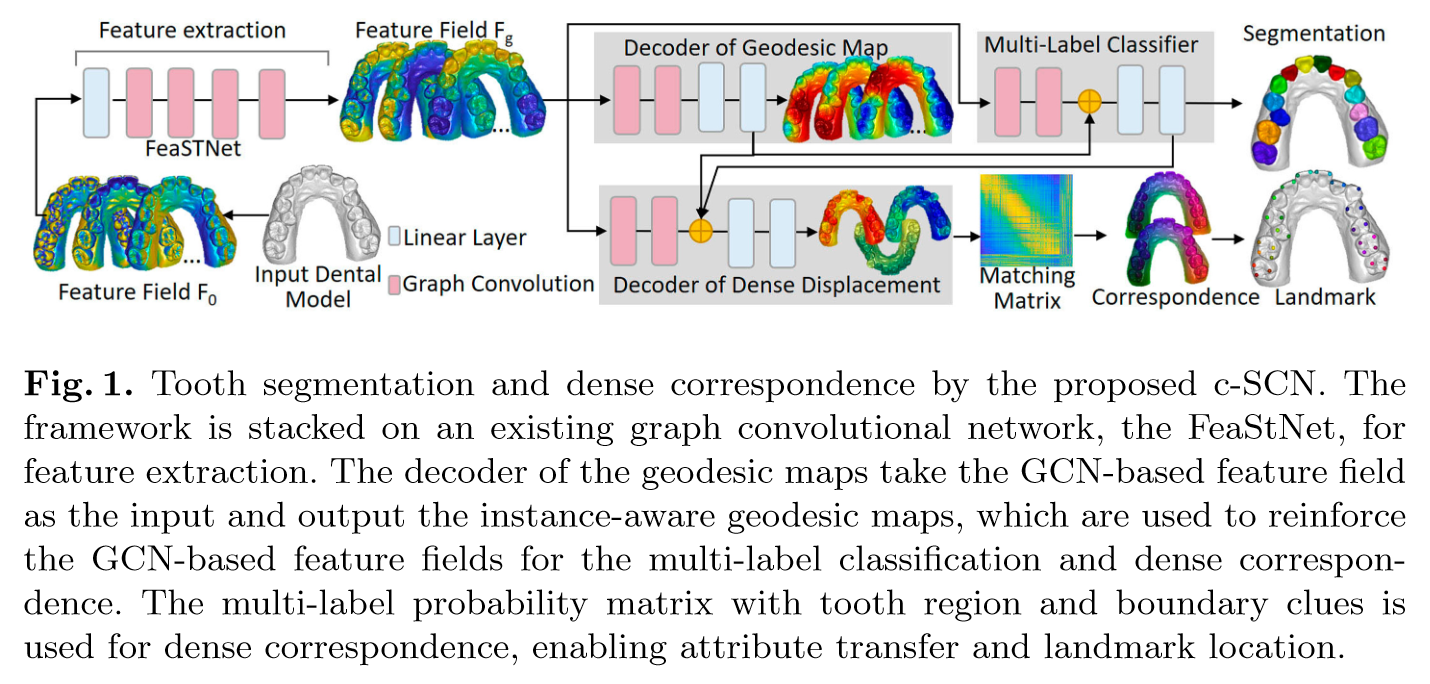 Feature extraction
Feature Field Fg
Decoder of Geodesic Map
Multi-Label Classifier
Segmentation
FeaSTNet
...
...
...
Linear Layer
Graph Convolution
Input Dental
Model
Feature Field F0
Decoder of Dense Displacement
Matching
Matrix
Correspondence
Landmark
Fig. 1. Tooth segmentation and dense correspondence by the proposed c-SCN. The
framework is stacked on an existing graph convolutional network, the FeaStNet, for
feature extraction. The decoder of the geodesic maps take the GCN-based feature field
as the input and output the instance-aware geodesic maps, which are used to reinforce
the GCN-based feature fields for the multi-label classification and dense correspon-
dence. The multi-label probability matrix with tooth region and boundary clues is
used for dense correspondence, enabling attribute transfer and landmark location.